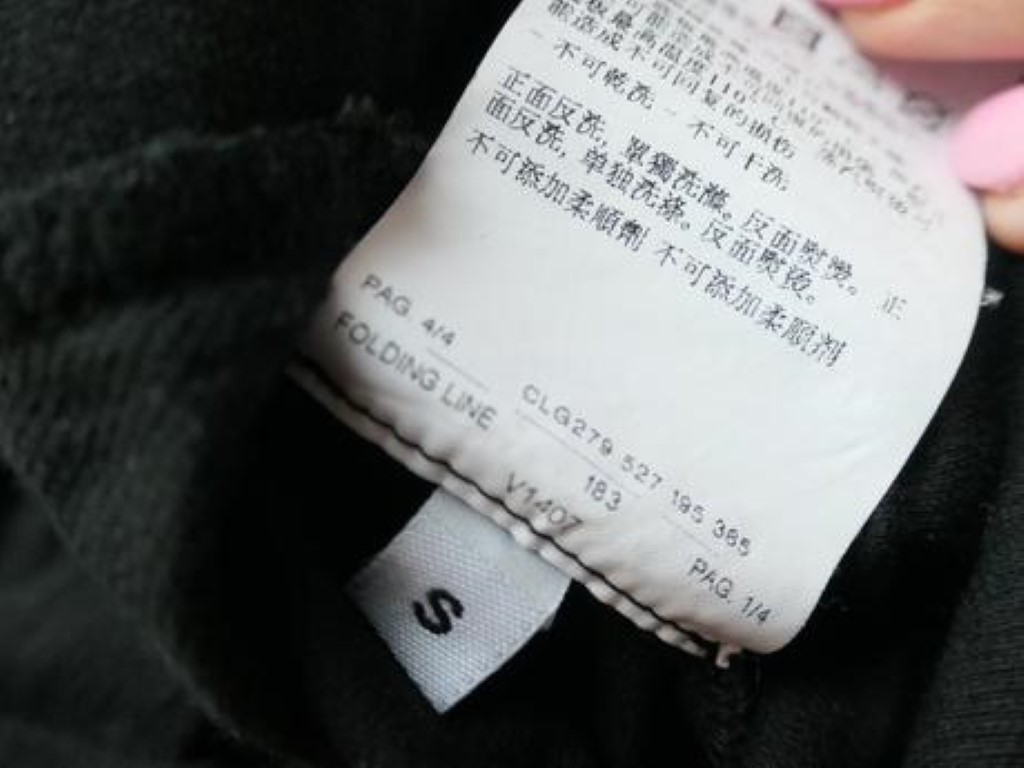 不可乾洗 - 不可干洗
正面反洗，單獨洗滌。反面熨燙。 正
面反洗，单独洗涤。反面熨烫。
不可添加柔順劑 不可添加柔顺剂
PAG. 4/4
FOLDING LINE
CLG279 527 195 365
183
V1407
PAG. 1/4
S